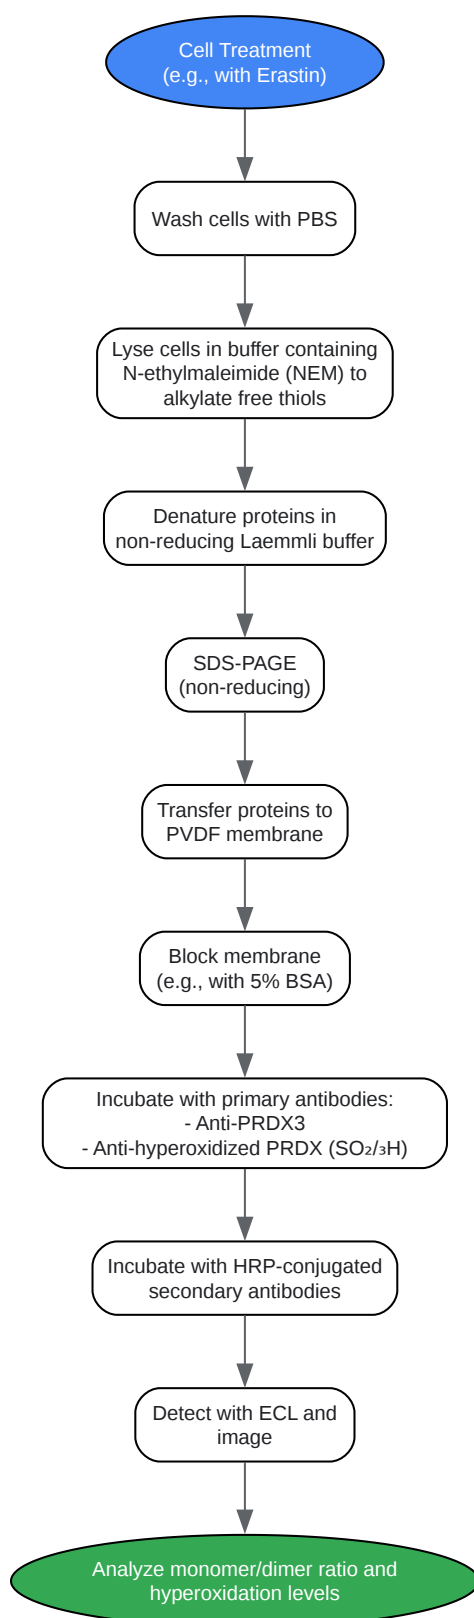 Cell Treatment
(e.g., with Erastin)
Wash cells with PBS
Lyse cells in buffer containing
N-ethylmaleimide (NEM) to
alkylate free thiols
Denature proteins in
non-reducing Laemmli buffer
SDS-PAGE
(non-reducing)
Transfer proteins to
PVDF membrane
Block membrane
(e.g., with 5% BSA)
Incubate with primary antibodies:
- Anti-PRDX3
- Anti-hyperoxidized PRDX (SO₂/₃H)
Incubate with HRP-conjugated
secondary antibodies
Detect with ECL and
image
Analyze monomer/dimer ratio and
hyperoxidation levels